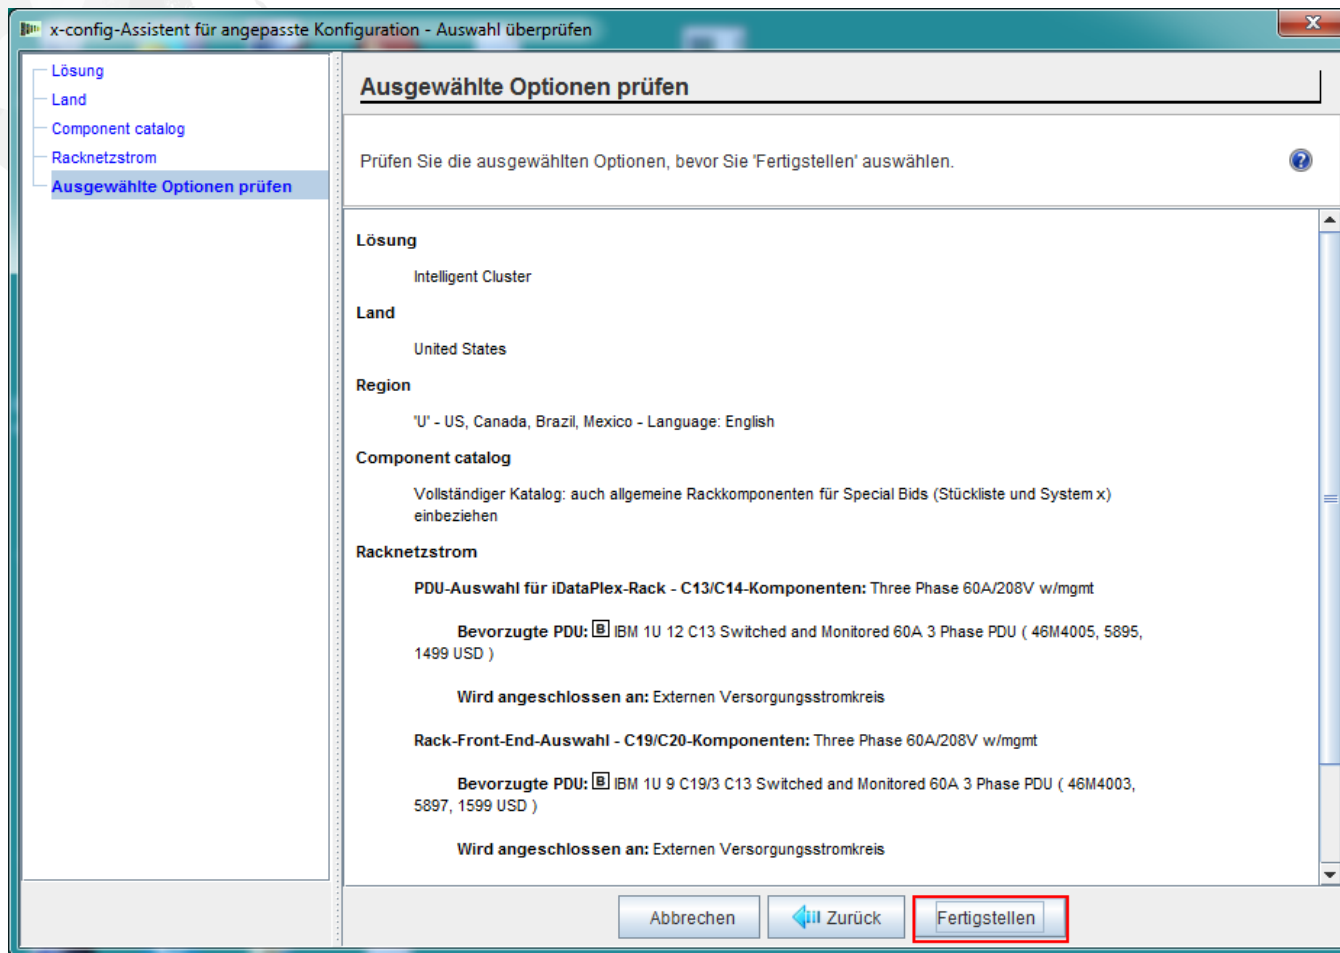 x-config-Assistent für angepasste Konfiguration - Auswahl überprüfen
Lösung
Land
Component catalog
Racknetzstrom
Ausgewählte Optionen prüfen
Ausgewählte Optionen prüfen
Prüfen Sie die ausgewählten Optionen, bevor Sie 'Fertigstellen' auswählen.
Lösung
Intelligent Cluster
Land
United States
Region
'U' - US, Canada, Brazil, Mexico - Language: English
Component catalog
Vollständiger Katalog: auch allgemeine Rackkomponenten für Special Bids (Stückliste und System x)
einbeziehen
Racknetzstrom
PDU-Auswahl für iDataPlex-Rack - C13/C14-Komponenten: Three Phase 60A/208V w/mgmt
Bevorzugte PDU: B IBM 1U 12 C13 Switched and Monitored 60A 3 Phase PDU ( 46M4005, 5895,
1499 USD )
Wird angeschlossen an: Externen Versorgungsstromkreis
Rack-Front-End-Auswahl - C19/C20-Komponenten: Three Phase 60A/208V w/mgmt
Bevorzugte PDU: B IBM 1U 9 C19/3 C13 Switched and Monitored 60A 3 Phase PDU ( 46M4003,
5897, 1599 USD )
Wird angeschlossen an: Externen Versorgungsstromkreis
Abbrechen
Zurück
Fertigstellen